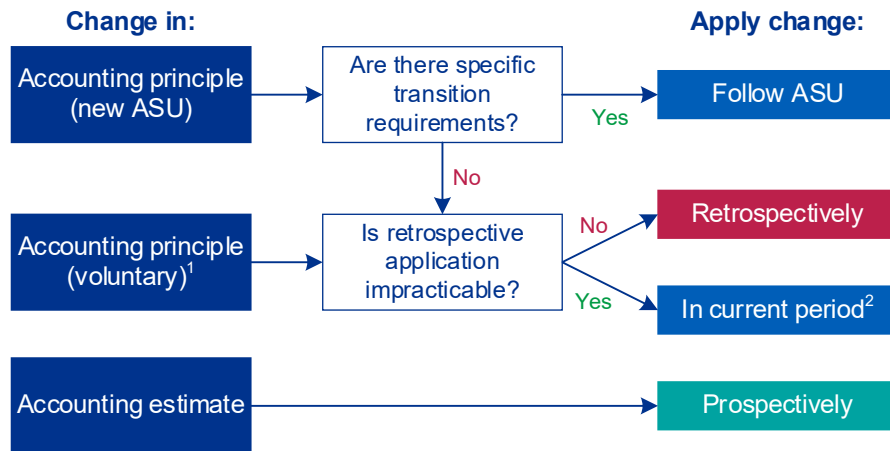 Change in:
Apply change:
Accounting principle
(new ASU)
Are there specific
transition
requirements?
Yes
Follow ASU
No
Accounting principle
(voluntary)1
Is retrospective
application
impracticable?
No
Retrospectively
Yes
In current period2
Accounting estimate
Prospectively